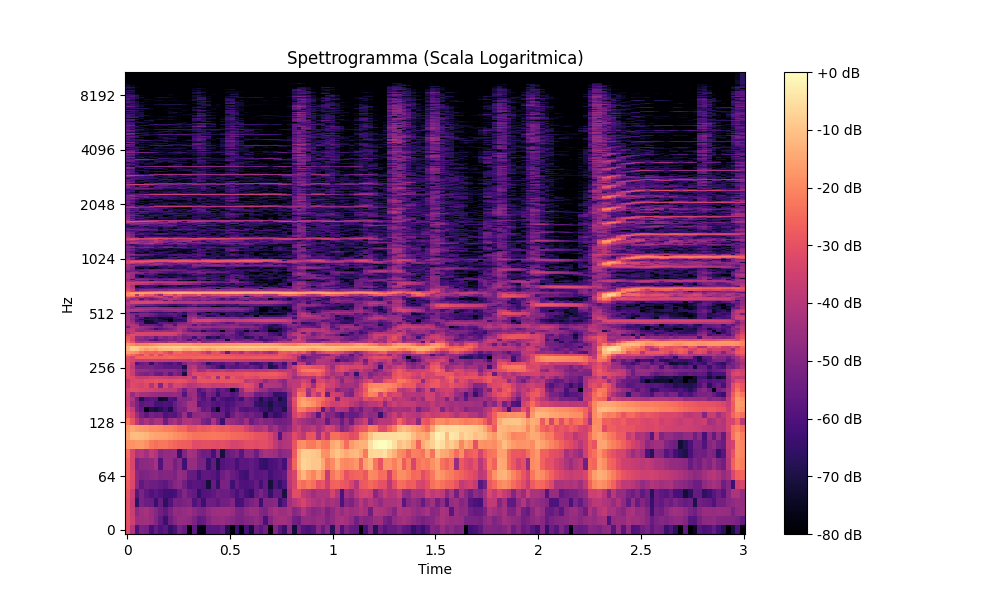 Spettrogramma (Scala Logaritmica)
Hz
8192
4096
2048
1024
512
256
128
64
0
0 0.5 1 1.5 2 2.5 3
Time
+0 dB
-10 dB
-20 dB
-30 dB
-40 dB
-50 dB
-60 dB
-70 dB
-80 dB